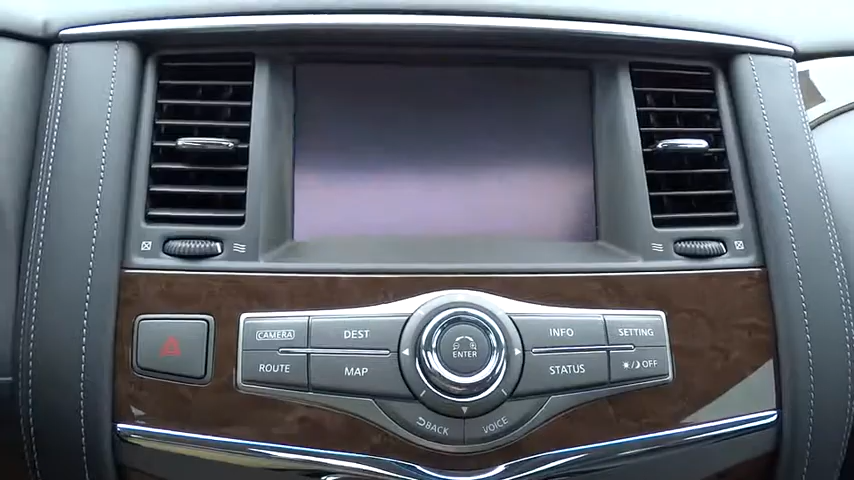 CAMERA DEST INFO SETTING
ENTER
ROUTE MAP STATUS OFF
BACK VOICE